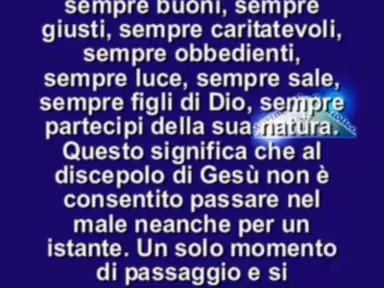 sempre buoni, sempre
giusti, sempre caritatevoli,
sempre obbedienti,
sempre luce, sempre sale,
sempre figli di Dio, sempre
partecipi della sua natura.
Questo significa che al
discepolo di Gesù non è
consentito passare nel
male neanche per un
istante. Un solo momento
di passaggio e si